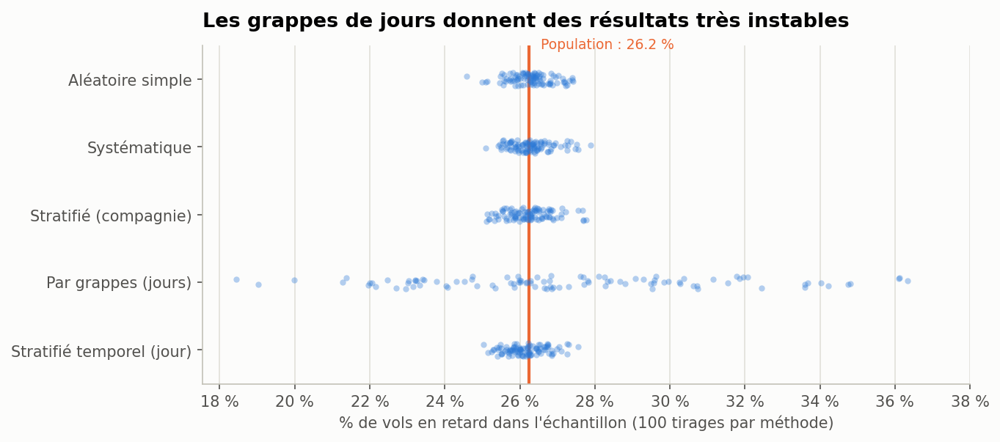 Les grappes de jours donnent des résultats très instables
Population : 26.2 %
Aléatoire simple
Systématique
Stratifié (compagnie)
Par grappes (jours)
Stratifié temporel (jour)
18 % 20 % 22 % 24 % 26 % 28 % 30 % 32 % 34 % 36 % 38 %
% de vols en retard dans l'échantillon (100 tirages par méthode)